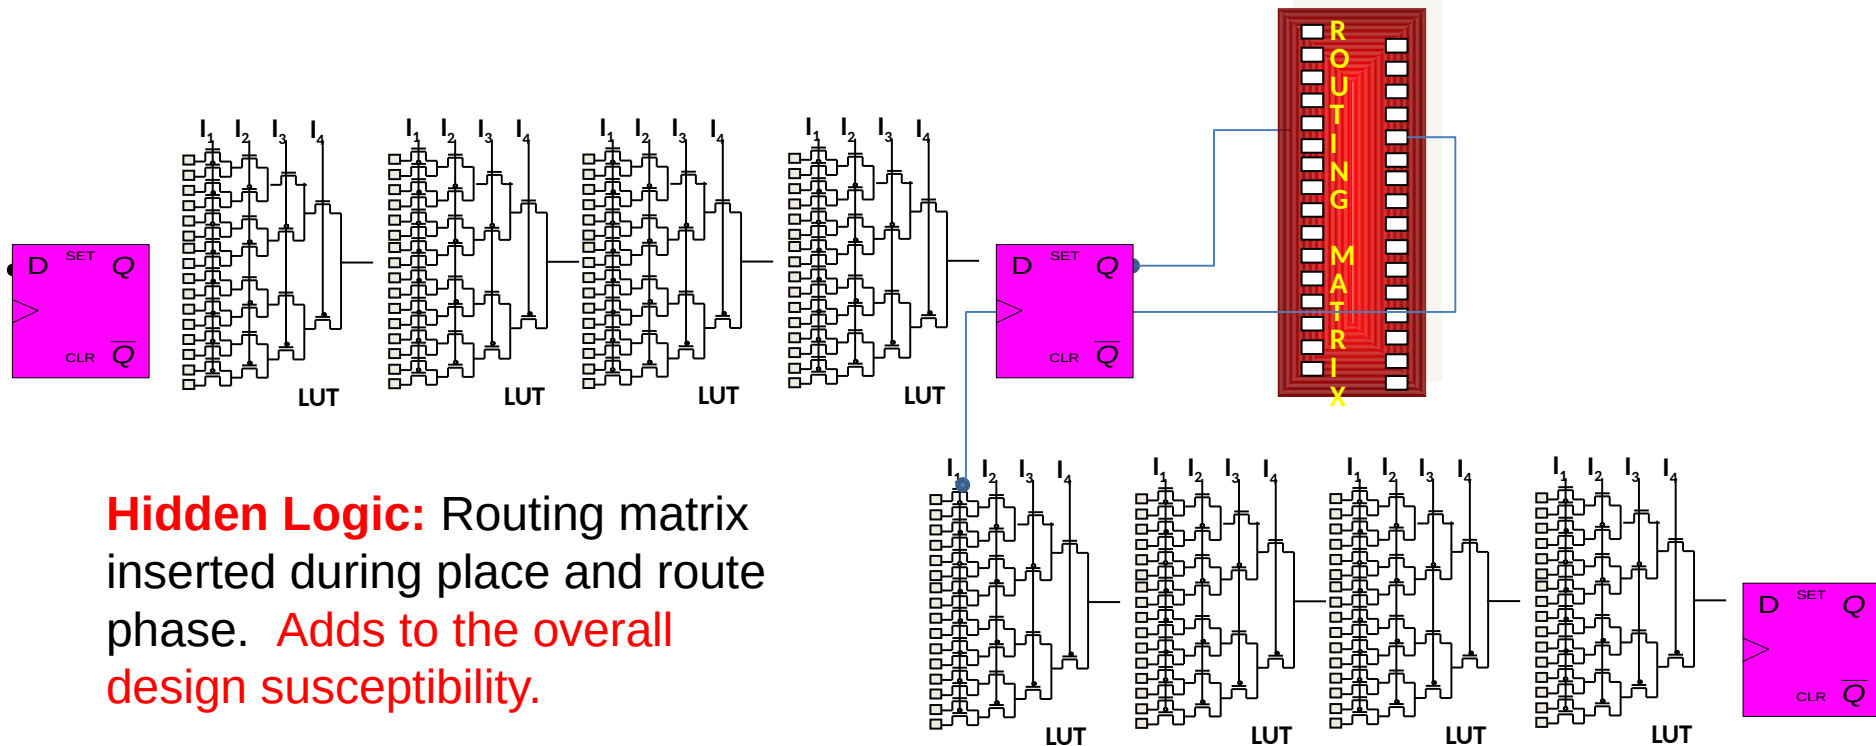 ROUTING MATRIX
I1 I2 I3 I4
I1 I2 I3 I4
I1 I2 I3 I4
I1 I2 I3 I4
D SET Q
CLR Q
D SET Q
CLR Q
LUT
LUT
LUT
LUT
I1 I2 I3 I4
I1 I2 I3 I4
I1 I2 I3 I4
I1 I2 I3 I4
Hidden Logic: Routing matrix
inserted during place and route
phase. Adds to the overall
design susceptibility.
D SET Q
CLR Q
LUT
LUT
LUT
LUT